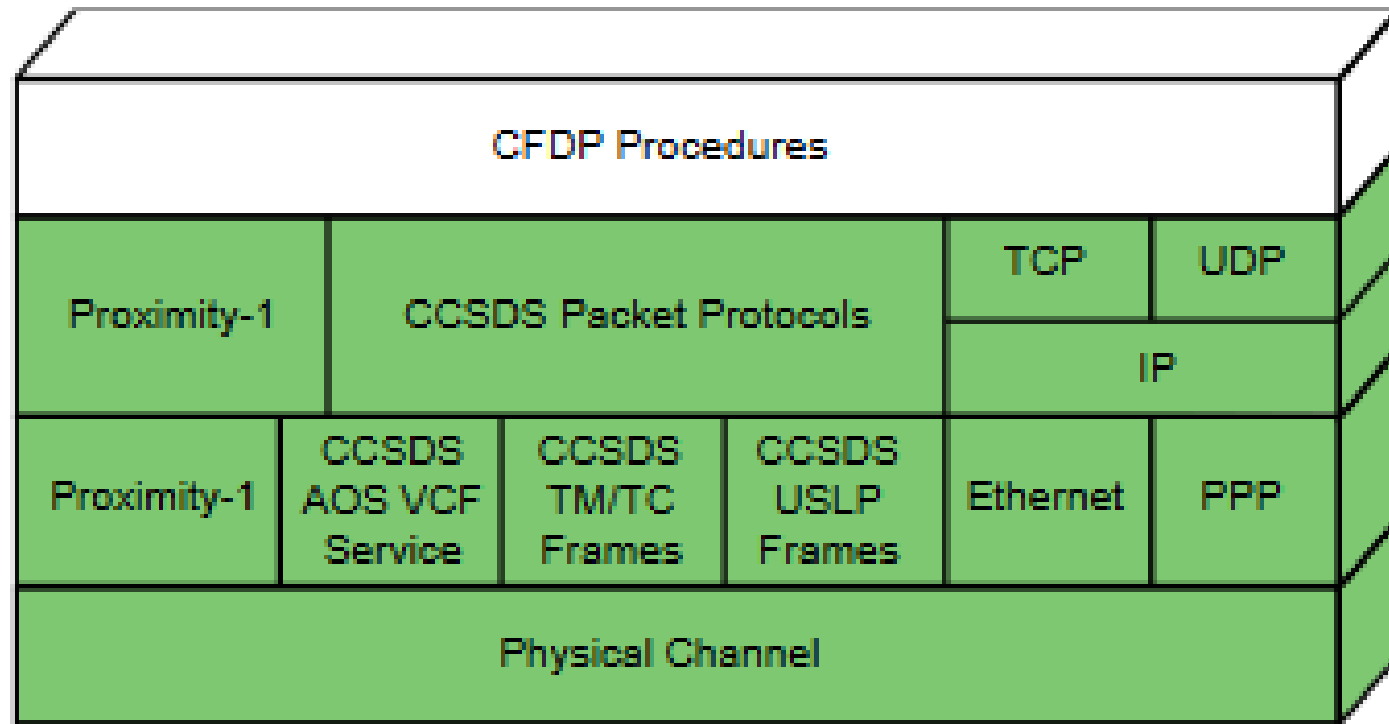 CFDP Procedures
Proximity-1
CCSDS Packet Protocols
TCP
UDP
IP
Proximity-1
CCSDS
AOS VCF
Service
CCSDS
TM/TC
Frames
CCSDS
USLP
Frames
Ethernet
PPP
Physical Channel